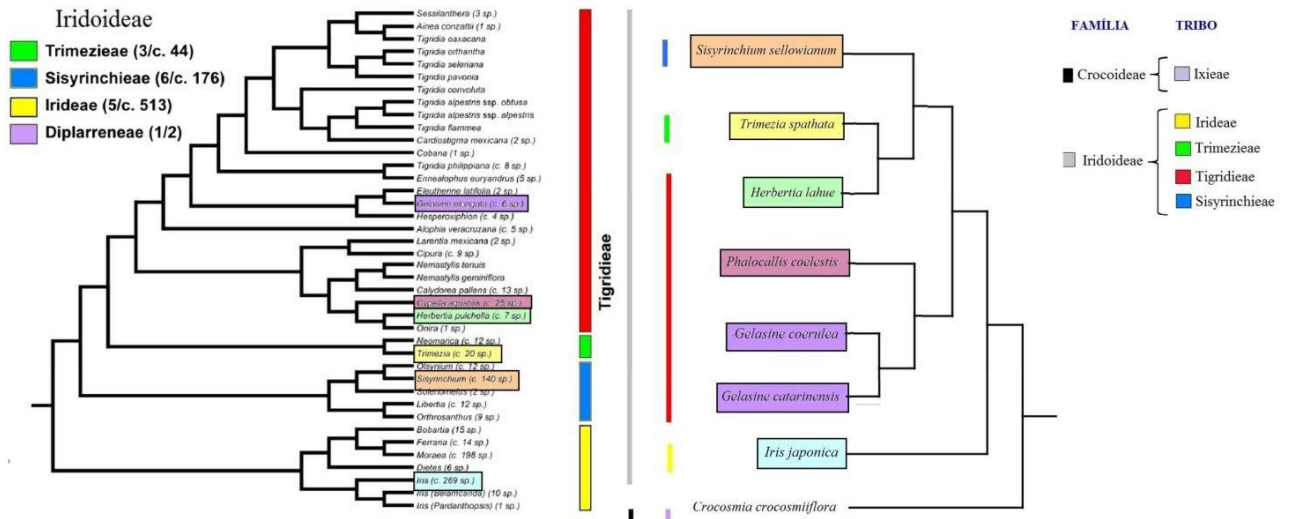 Iridoideae
Trimezieae (3/c. 44)
Sisyrinchieae (6/c. 176)
Irideae (5/c. 513)
Diplarreneae (1/2)
Sessilanthera (3 sp.)
Ainea conzattii (1 sp.)
Tigridia oaxacana
Tigridia orthantha
Tigridia seleriana
Tigridia pavonia
Tigridia convoluta
Tigridia alpestris ssp. obtusa
Tigridia alpestris ssp. alpestris
Tigridia flammea
Cardiostigma mexicana (2 sp.)
Cobana (1 sp.)
Tigridia philippiana (c. 8 sp.)
Ennealophus euryandrus (5 sp.)
Eleutherine latifolia (2 sp.)
Gelasine elongata (c. 6 sp.)
Hesperoxiphion (c. 4 sp.)
Alophia veracruzana (c. 5 sp.)
Larentia mexicana (2 sp.)
Cipura (c. 9 sp.)
Nemastylis tenuis
Nemastylis geminiflora
Calydorea pallens (c. 13 sp.)
Cypella aquatilis (c. 25 sp.)
Herbertia pulchella (c. 7 sp.)
Onira (1 sp.)
Neomarica (c. 12 sp.)
Trimezia (c. 20 sp.)
Olsynium (c. 12 sp.)
Sisyrinchium (c. 140 sp.)
Solenomelus (2 sp.)
Libertia (c. 12 sp.)
Orthrosanthus (9 sp.)
Bobartia (15 sp.)
Ferraria (c. 14 sp.)
Moraea (c. 198 sp.)
Dietes (6 sp.)
Iris (c. 269 sp.)
Iris (Belamcanda) (10 sp.)
Iris (Pardanthopsis) (1 sp.)
Tigridieae
Sisyrinchium sellowianum
Trimezia spathata
Herbertia lahue
Phalocallis coelestis
Gelasine coerulea
Gelasine catarinensis
Iris japonica
Crocosmia crocosmiiflora
FAMÍLIA
TRIBO
Crocoideae
Ixieae
Iridoideae
Irideae
Trimezieae
Tigridieae
Sisyrinchieae